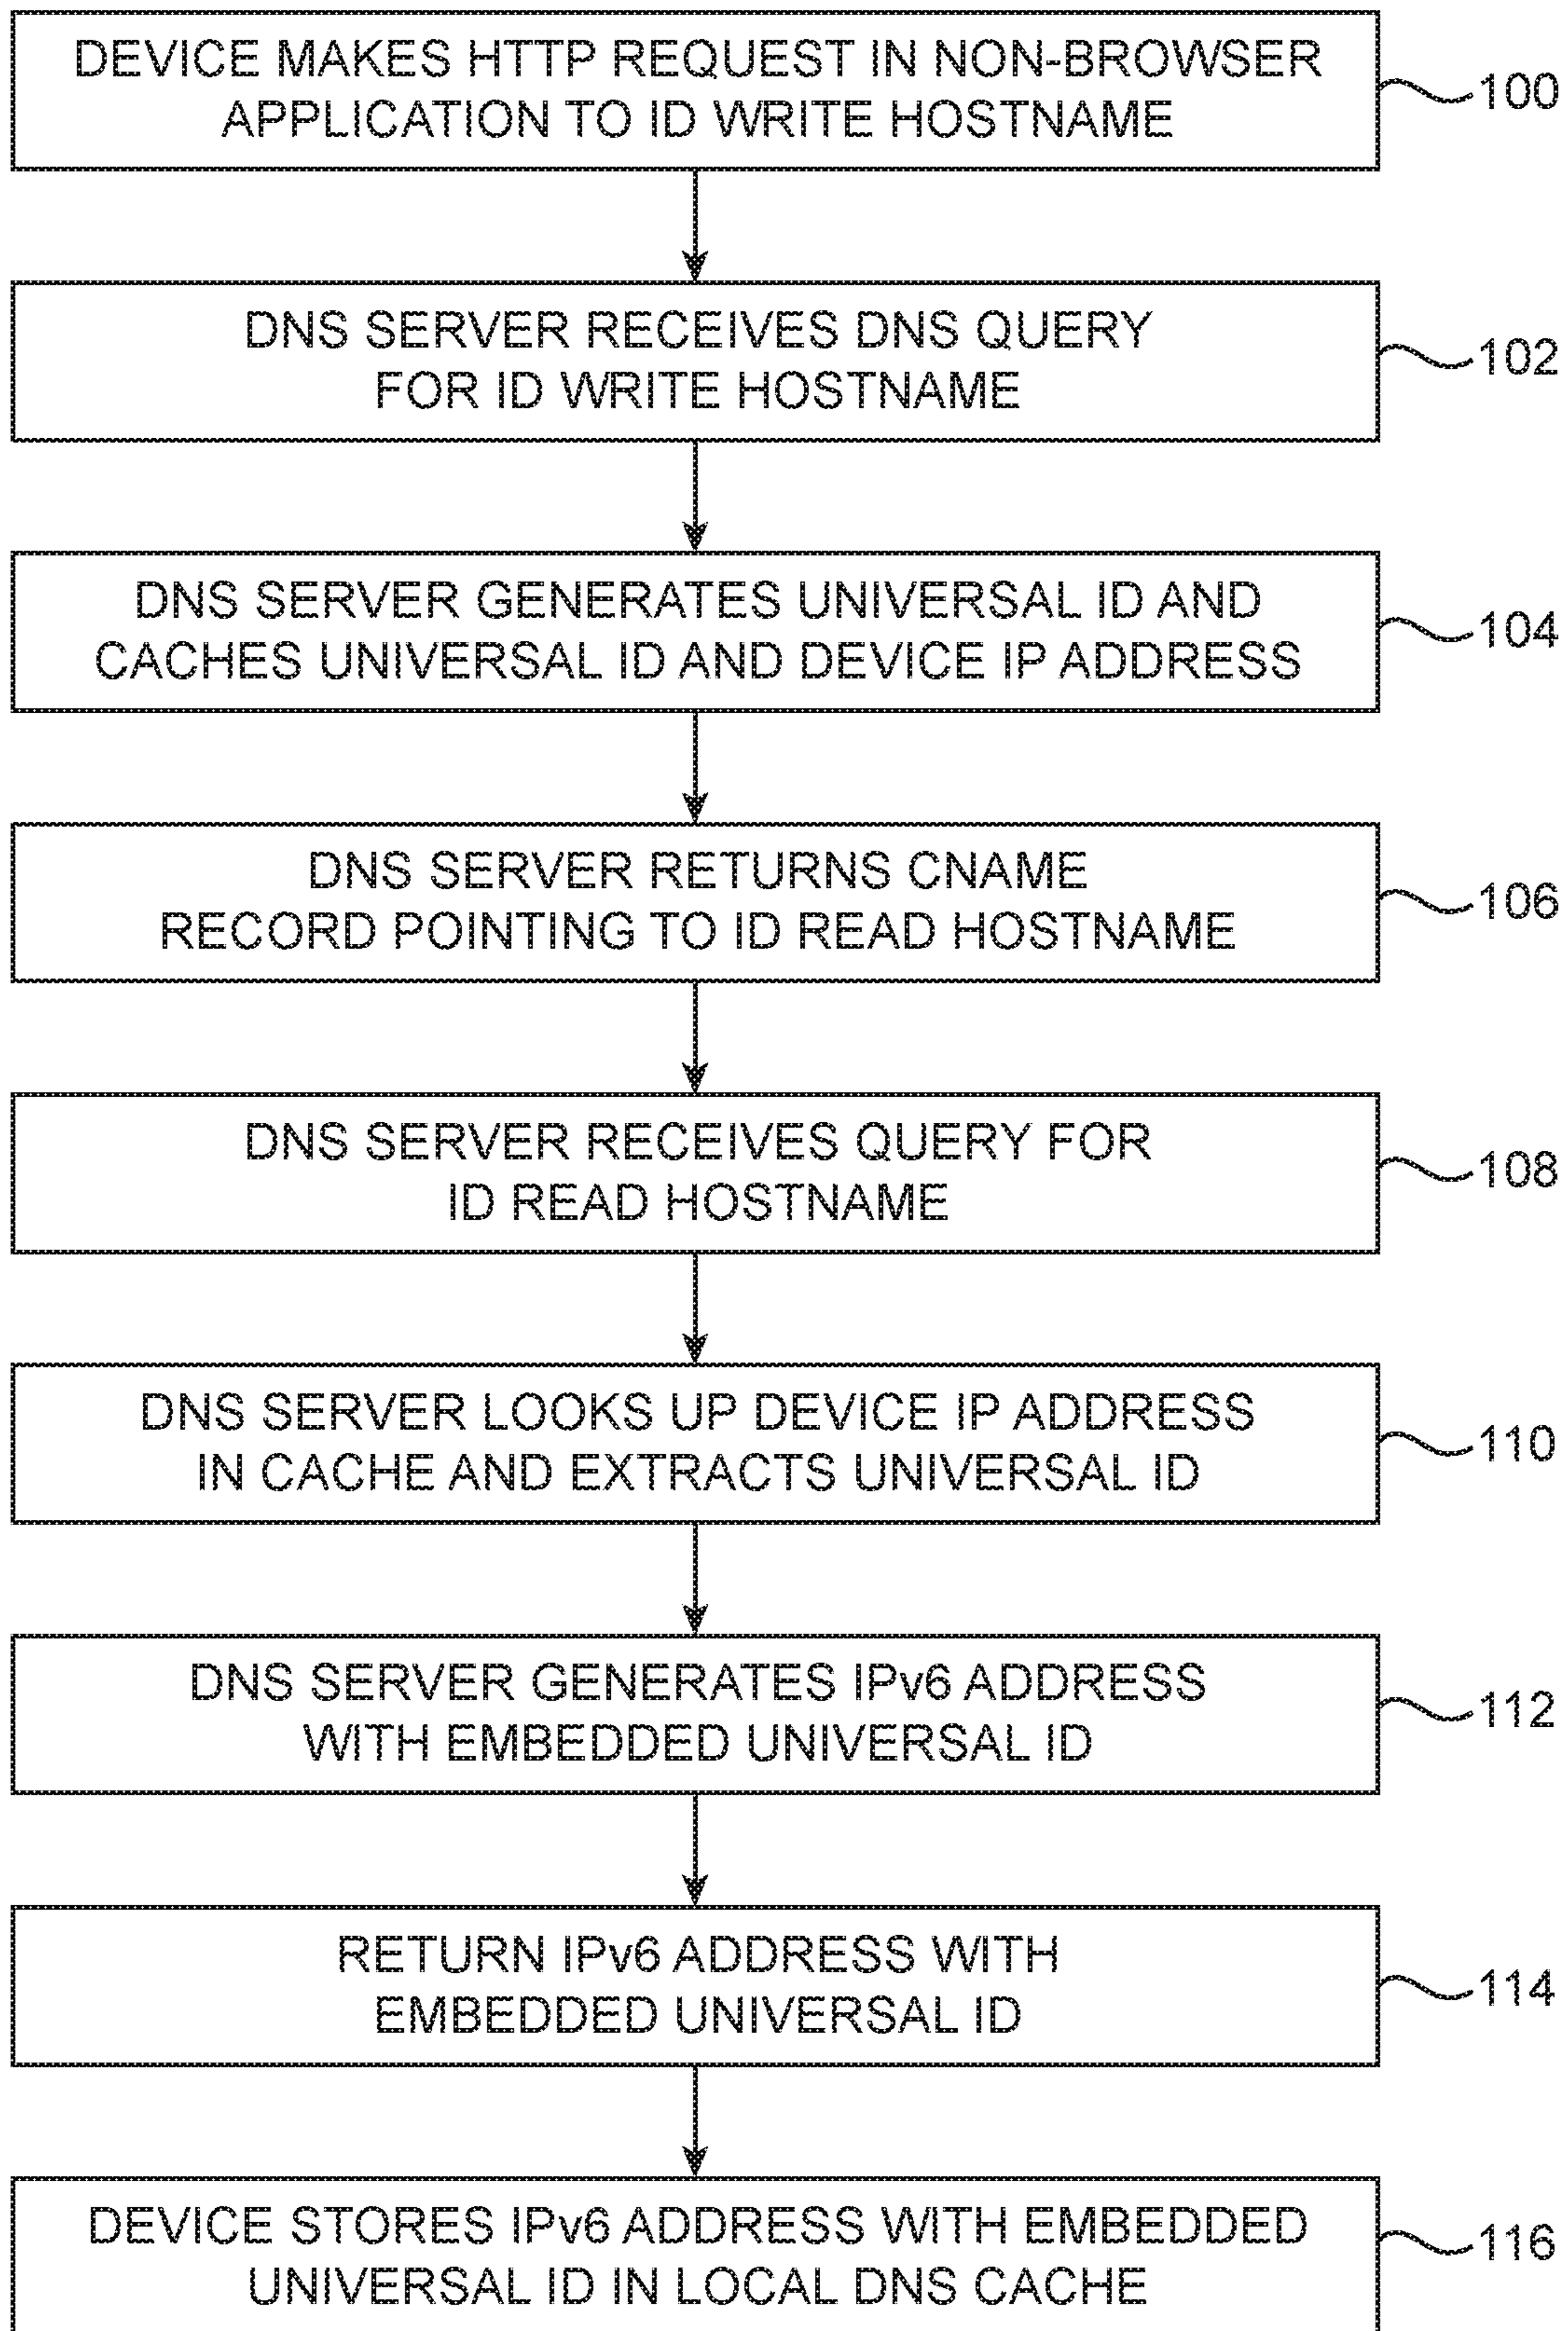 DEVICE MAKES HTTP REQUEST IN NON-BROWSER
APPLICATION TO ID WRITE HOSTNAME
100
DNS SERVER RECEIVES DNS QUERY
FOR ID WRITE HOSTNAME
102
DNS SERVER GENERATES UNIVERSAL ID AND
CACHES UNIVERSAL ID AND DEVICE IP ADDRESS
104
DNS SERVER RETURNS CNAME
RECORD POINTING TO ID READ HOSTNAME
106
DNS SERVER RECEIVES QUERY FOR
ID READ HOSTNAME
108
DNS SERVER LOOKS UP DEVICE IP ADDRESS
IN CACHE AND EXTRACTS UNIVERSAL ID
110
DNS SERVER GENERATES IPv6 ADDRESS
WITH EMBEDDED UNIVERSAL ID
112
RETURN IPv6 ADDRESS WITH
EMBEDDED UNIVERSAL ID
114
DEVICE STORES IPv6 ADDRESS WITH EMBEDDED
UNIVERSAL ID IN LOCAL DNS CACHE
116